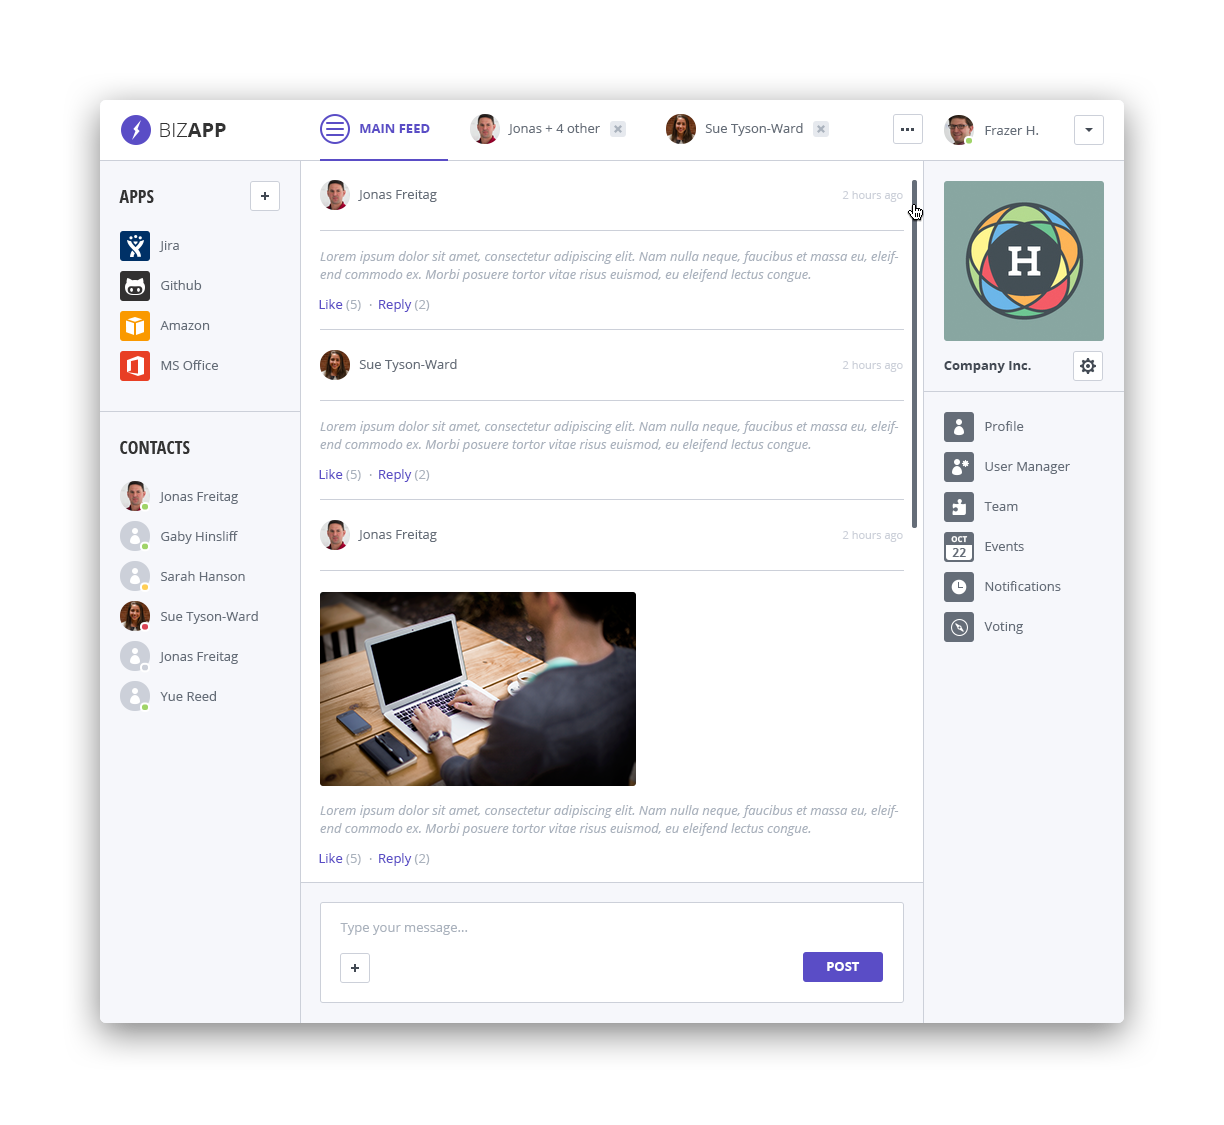 BIZAPP
MAIN FEED
Jonas + 4 other
Sue Tyson-Ward
Frazer H.
APPS
Jira
Github
Amazon
MS Office
CONTACTS
Jonas Freitag
Gaby Hinsliff
Sarah Hanson
Sue Tyson-Ward
Jonas Freitag
Yue Reed
Jonas Freitag
2 hours ago
Lorem ipsum dolor sit amet, consectetur adipiscing elit. Nam nulla neque, faucibus et massa eu, eleif-
end commodo ex. Morbi posuere tortor vitae risus euismod, eu eleifend lectus congue.
Like (5) · Reply (2)
Sue Tyson-Ward
2 hours ago
Lorem ipsum dolor sit amet, consectetur adipiscing elit. Nam nulla neque, faucibus et massa eu, eleif-
end commodo ex. Morbi posuere tortor vitae risus euismod, eu eleifend lectus congue.
Like (5) · Reply (2)
Jonas Freitag
2 hours ago
Lorem ipsum dolor sit amet, consectetur adipiscing elit. Nam nulla neque, faucibus et massa eu, eleif-
end commodo ex. Morbi posuere tortor vitae risus euismod, eu eleifend lectus congue.
Like (5) · Reply (2)
Type your message...
POST
H
Company Inc.
Profile
User Manager
Team
OCT
22
Events
Notifications
Voting